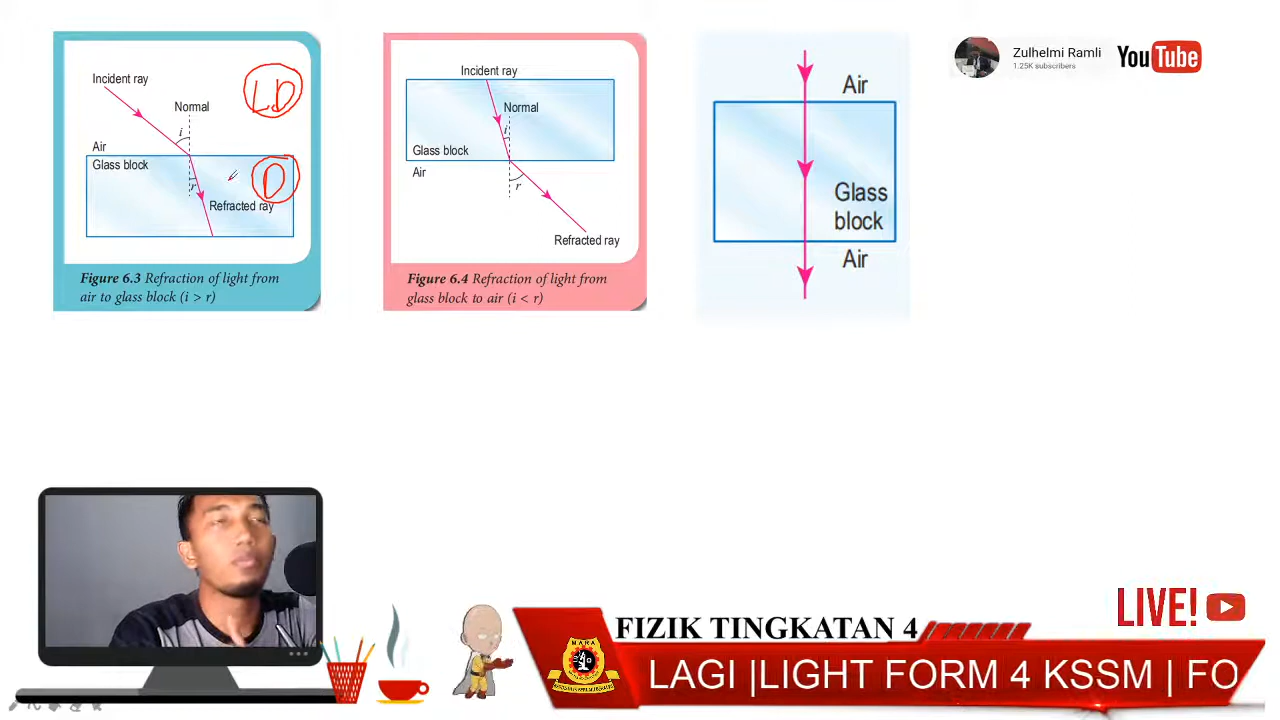 Incident ray
Normal
LD
i
Air
Glass block
D
r
Refracted ray
Figure 6.3 Refraction of light from
air to glass block (i > r)
Incident ray
Normal
i
Glass block
Air
r
Refracted ray
Figure 6.4 Refraction of light from
glass block to air (i < r)
Air
Glass
block
Air
Zulhelmi Ramli
1.25K subscribers
YouTube
LIVE!
FIZIK TINGKATAN 4
MARA
LAGI |LIGHT FORM 4 KSSM | FO